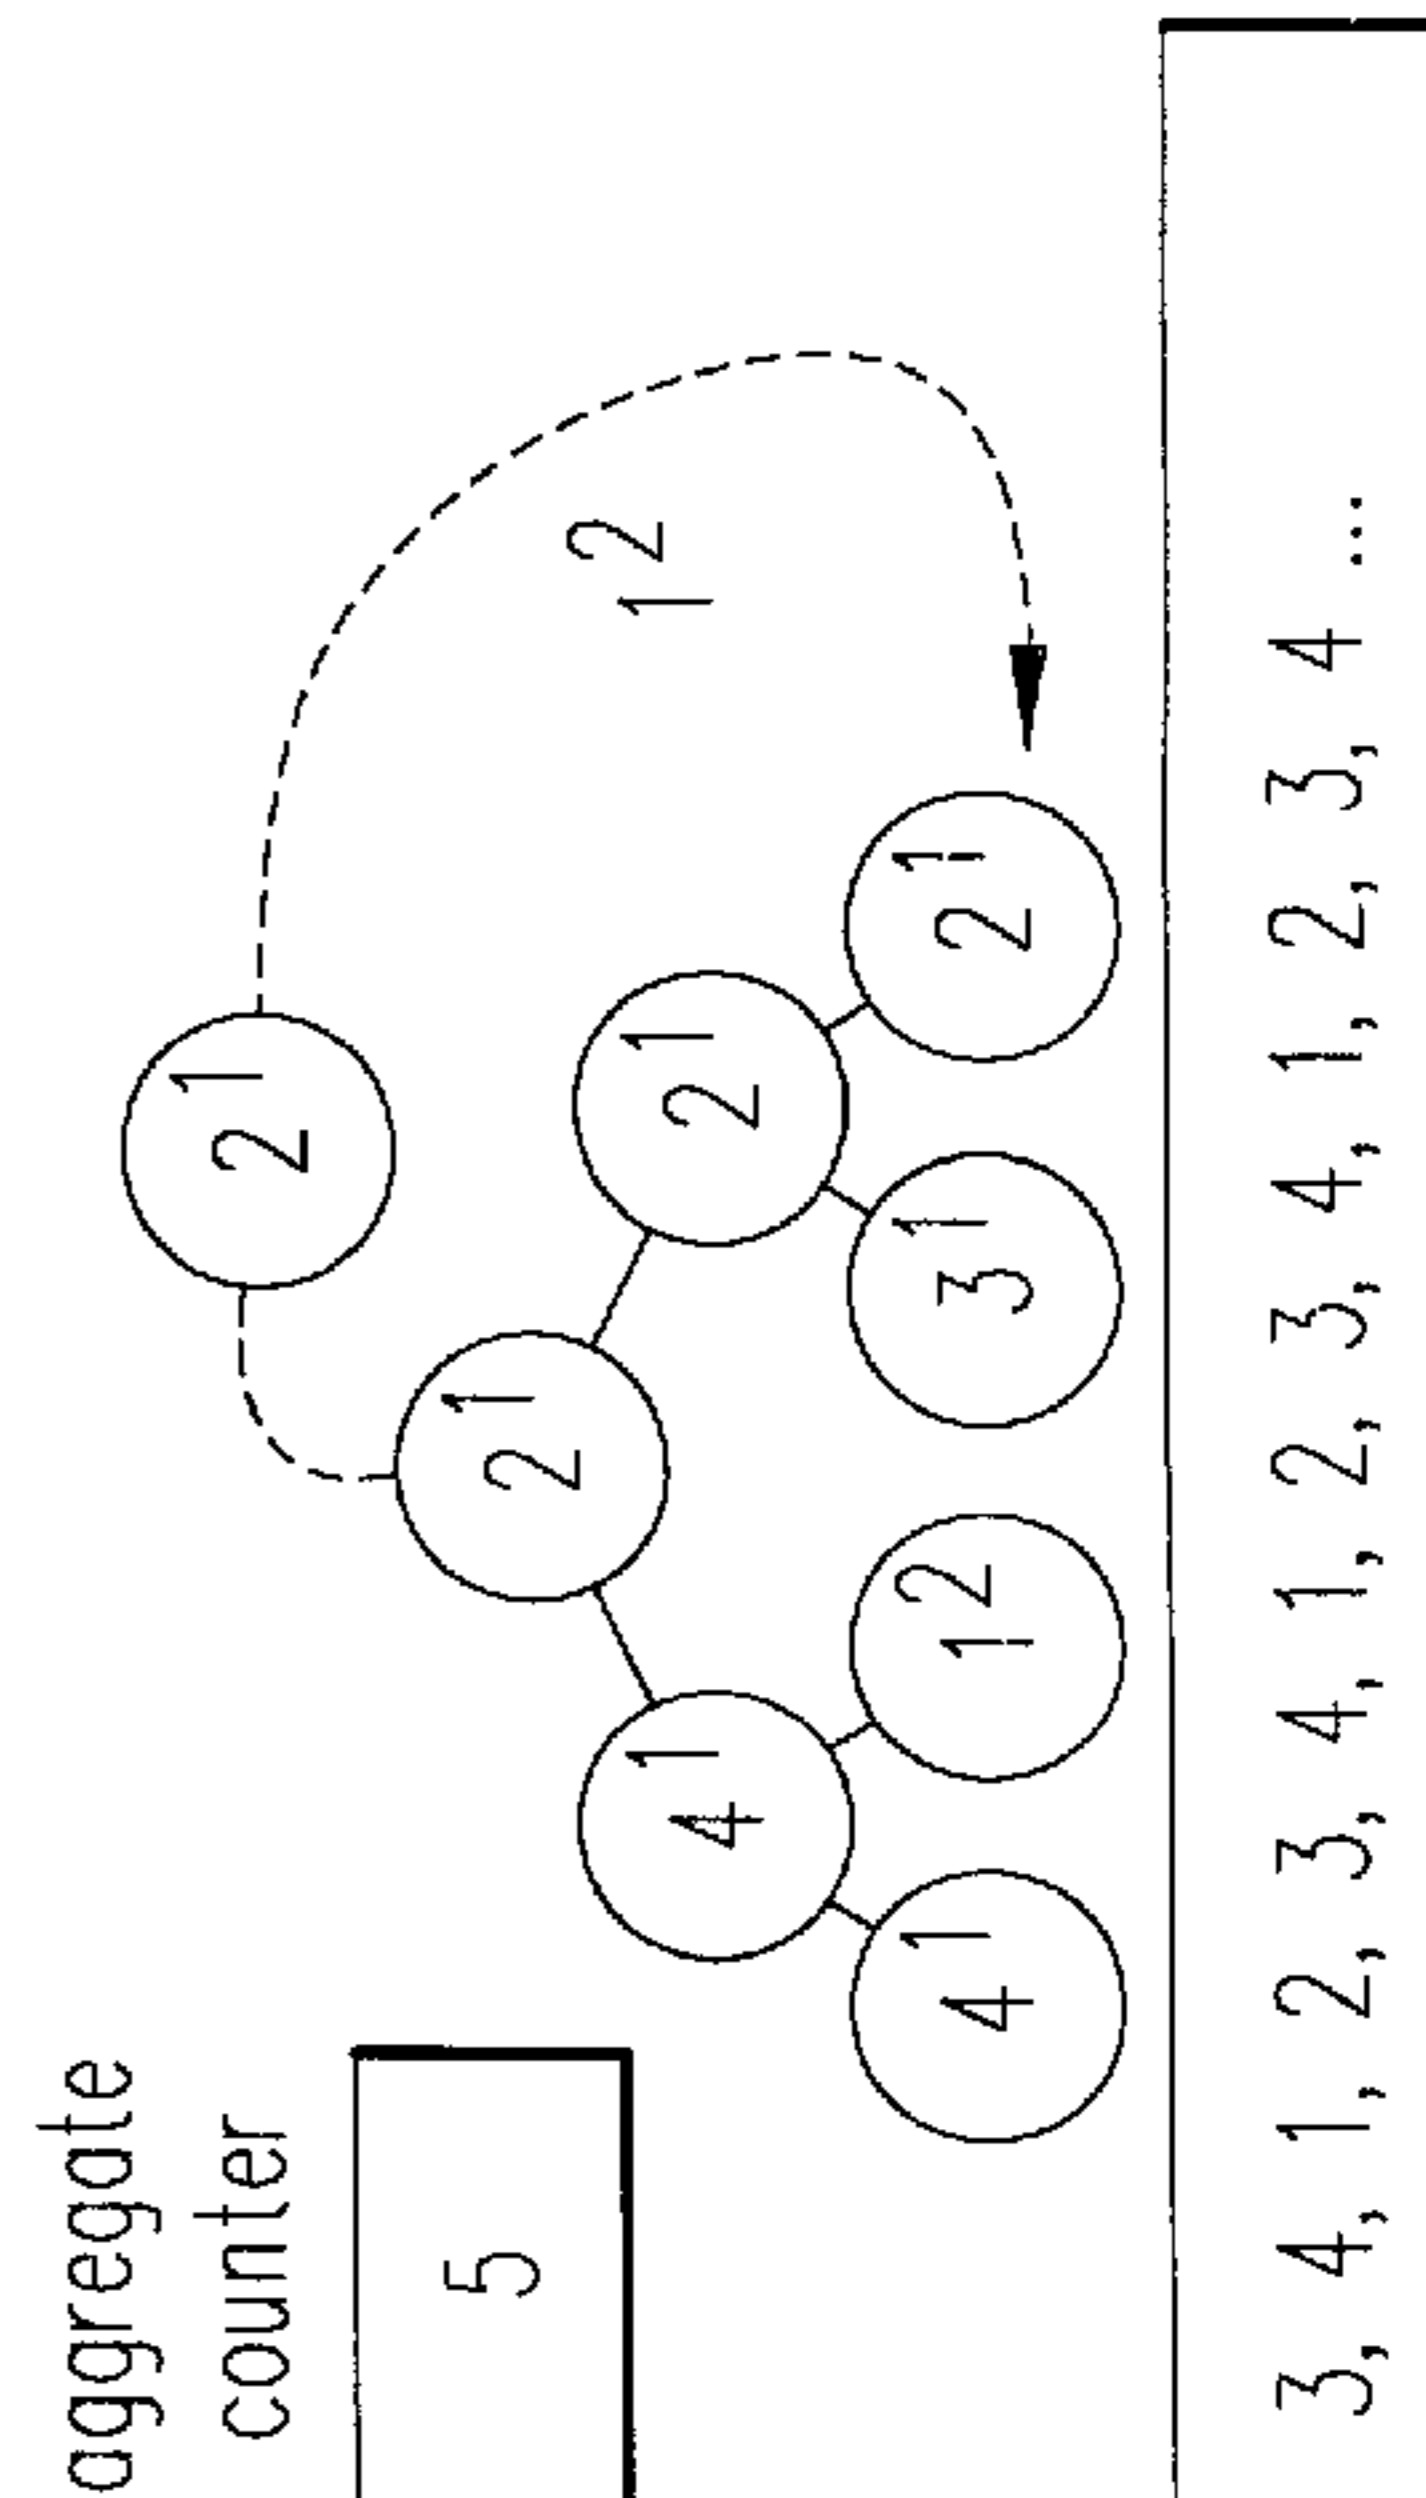 aggregate
counter
2¹
5
2¹
4¹ 2¹ 1²
4¹ 1² 3¹ 2¹
3, 4, 1, 2, 3, 4, 1, 2, 3, 4, 1, 2, 3, 4 ...